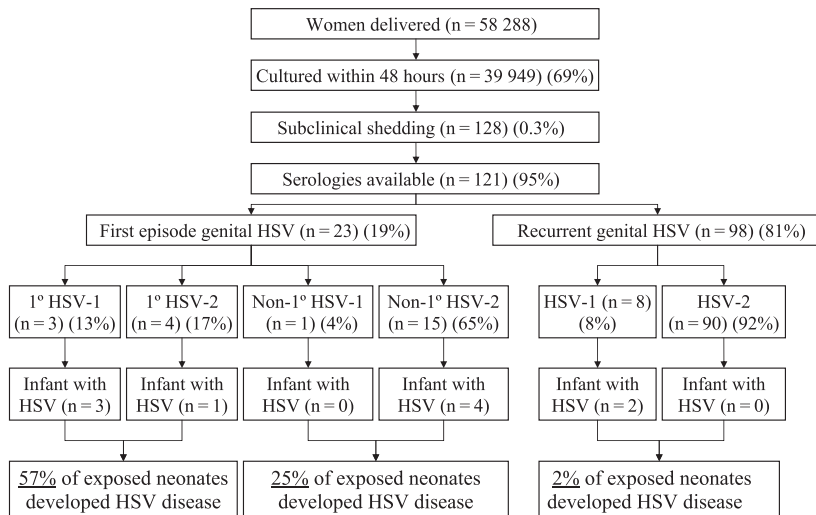 Women delivered (n = 58 288)
Cultured within 48 hours (n = 39 949) (69%)
Subclinical shedding (n = 128) (0.3%)
Serologies available (n = 121) (95%)
First episode genital HSV (n = 23) (19%)
Recurrent genital HSV (n = 98) (81%)
1º HSV-1
(n = 3) (13%)
1º HSV-2
(n = 4) (17%)
Non-1º HSV-1
(n = 1) (4%)
Non-1º HSV-2
(n = 15) (65%)
HSV-1 (n = 8)
(8%)
HSV-2
(n = 90) (92%)
Infant with
HSV (n = 3)
Infant with
HSV (n = 1)
Infant with
HSV (n = 0)
Infant with
HSV (n = 4)
Infant with
HSV (n = 2)
Infant with
HSV (n = 0)
57% of exposed neonates
developed HSV disease
25% of exposed neonates
developed HSV disease
2% of exposed neonates
developed HSV disease